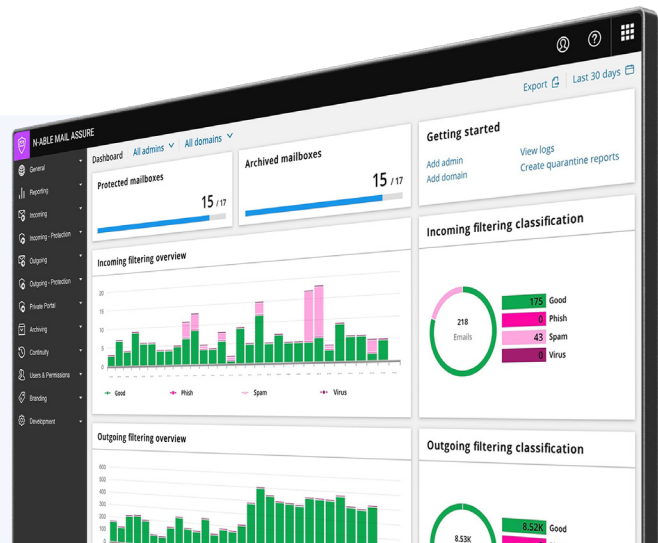 N-ABLE MAIL ASSURE
Export
Last 30 days
Dashboard
All admins
All domains
General
Reporting
Incoming
Incoming - Protection
Outgoing
Outgoing - Protection
Private Portal
Archiving
Continuity
Users & Permissions
Branding
Development
Protected mailboxes
15 / 17
Archived mailboxes
15 / 17
Getting started
Add admin
View logs
Add domain
Create quarantine reports
Incoming filtering overview
20
15
10
5
0
Good
Phish
Spam
Virus
Incoming filtering classification
218
Emails
175 Good
0 Phish
43 Spam
0 Virus
Outgoing filtering overview
600
500
400
300
200
100
0
Outgoing filtering classification
8.53K
8.52K Good